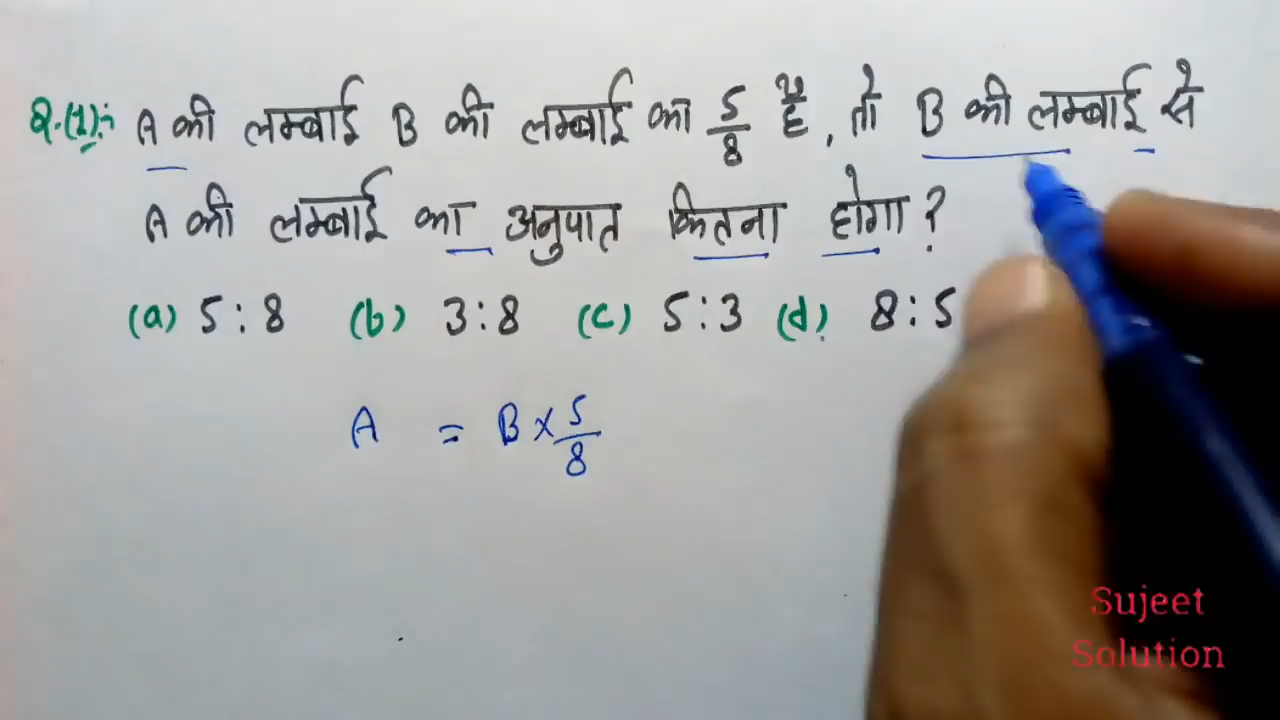 Q.(1):- A की लम्बाई B की लम्बाई का 5/8 है, तो B की लम्बाई से
A की लम्बाई का अनुपात कितना होगा?
(a) 5:8 (b) 3:8 (c) 5:3 (d) 8:5
A = B × 5/8
Sujeet
Solution